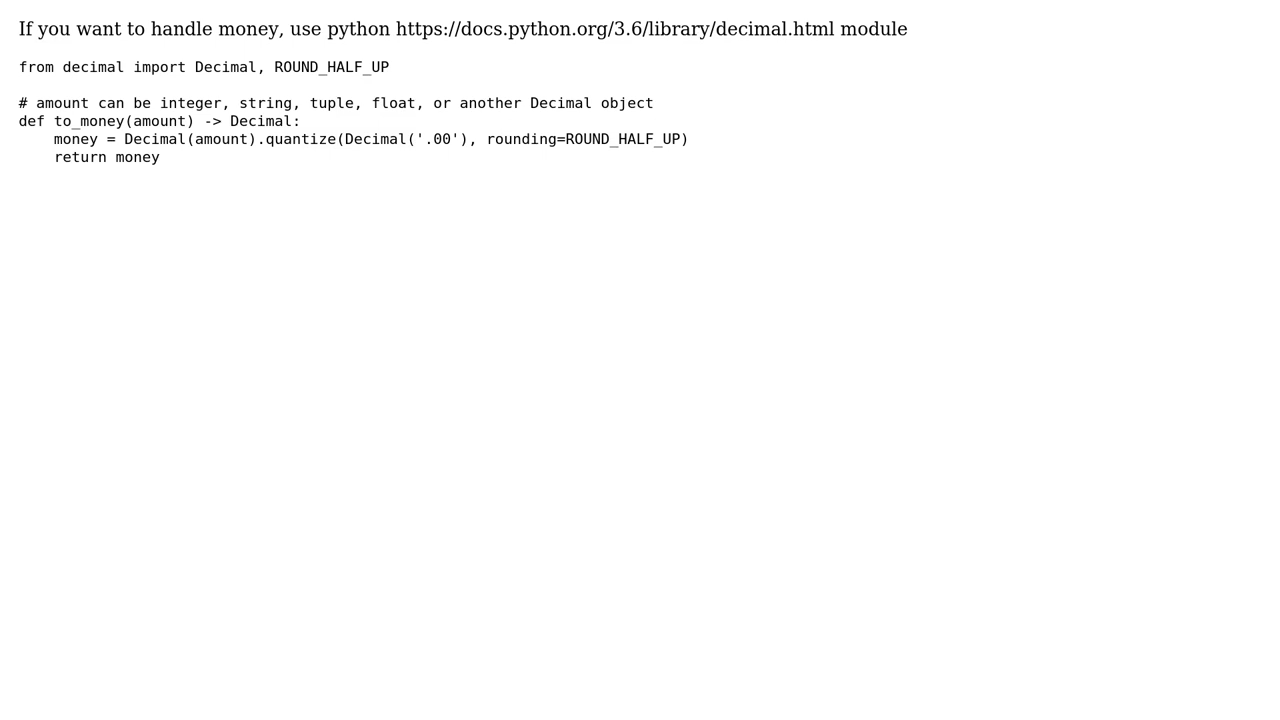 If you want to handle money, use python https://docs.python.org/3.6/library/decimal.html module
from decimal import Decimal, ROUND_HALF_UP
# amount can be integer, string, tuple, float, or another Decimal object
def to_money(amount) -> Decimal:
    money = Decimal(amount).quantize(Decimal('.00'), rounding=ROUND_HALF_UP)
    return money